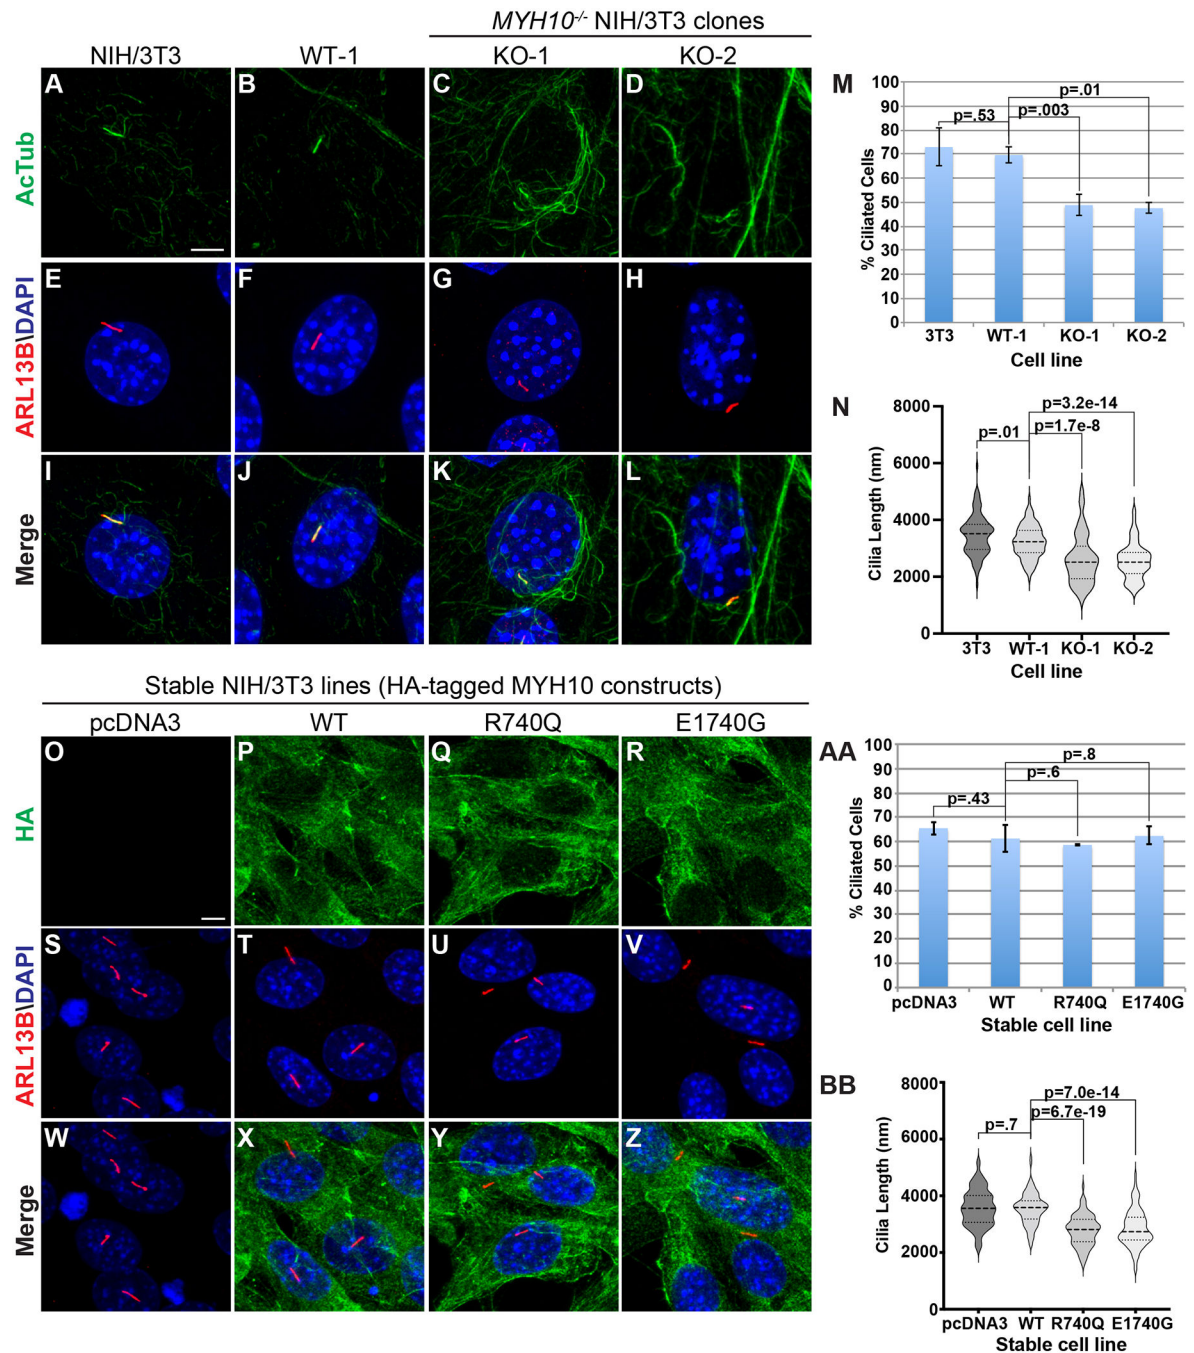 MYH10-/- NIH/3T3 clones
NIH/3T3 WT-1 KO-1 KO-2
AcTub
A B C D
ARL13B\DAPI
E F G H
Merge
I J K L
M
% Ciliated Cells
100
90
80
70
60
50
40
30
20
10
0
p=.53 p=.003 p=.01
3T3 WT-1 KO-1 KO-2
Cell line
N
Cilia Length (nm)
8000
6000
4000
2000
0
p=.01 p=1.7e-8 p=3.2e-14
3T3 WT-1 KO-1 KO-2
Cell line
Stable NIH/3T3 lines (HA-tagged MYH10 constructs)
pcDNA3 WT R740Q E1740G
HA
O P Q R
ARL13B\DAPI
S T U V
Merge
W X Y Z
AA
% Ciliated Cells
100
90
80
70
60
50
40
30
20
10
0
p=.43 p=.6 p=.8
pcDNA3 WT R740Q E1740G
Stable cell line
BB
Cilia Length (nm)
8000
6000
4000
2000
0
p=.7 p=6.7e-19 p=7.0e-14
pcDNA3 WT R740Q E1740G
Stable cell line